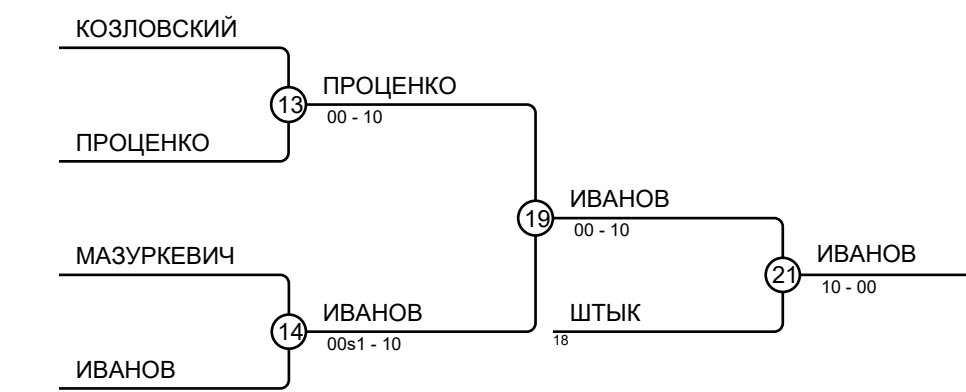 КОЗЛОВСКИЙ
13
ПРОЦЕНКО
00 - 10
ПРОЦЕНКО
19
ИВАНОВ
00 - 10
МАЗУРКЕВИЧ
21
ИВАНОВ
10 - 00
14
ИВАНОВ
00s1 - 10
ШТЫК
18
ИВАНОВ